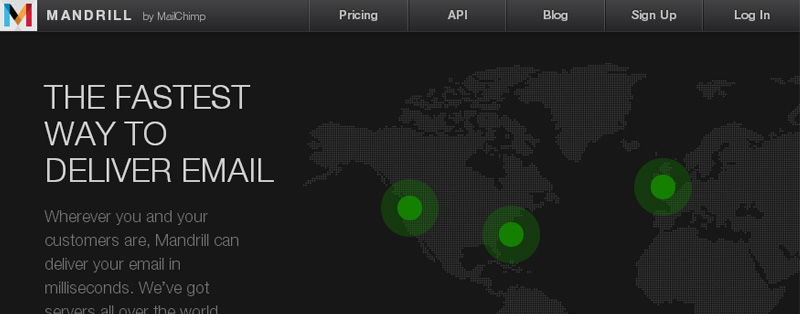 MANDRILL by MailChimp
Pricing
API
Blog
Sign Up
Log In
THE FASTEST
WAY TO
DELIVER EMAIL
Wherever you and your
customers are, Mandrill can
deliver your email in
milliseconds. We've got
servers all over the world